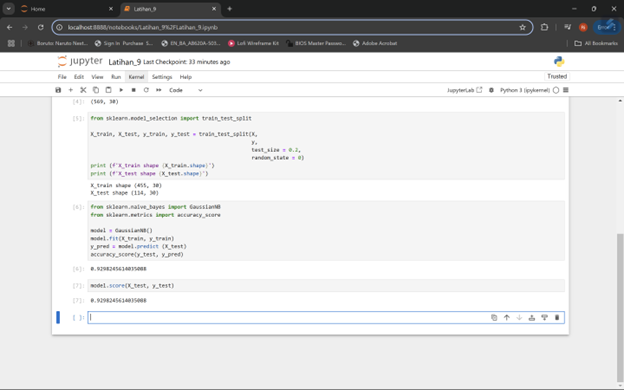 Home
Latihan_9
localhost:8888/notebooks/Latihan_9%2FLatihan_9.ipynb
N
Boruto: Naruto Next...
Sign In · Purchase S...
EN_BA_AB620A-S05...
Lo-Fi Wireframe Kit
BIOS Master Passwo...
Adobe Acrobat
All Bookmarks
jupyter Latihan_9 Last Checkpoint: 33 minutes ago
File Edit View Run Kernel Settings Help
Trusted
Code
JupyterLab
Python 3 (ipykernel)
[4]: (569, 30)
[5]: from sklearn.model_selection import train_test_split
X_train, X_test, y_train, y_test = train_test_split(X,
y,
test_size = 0.2,
random_state = 0)
print (f"X_train shape {X_train.shape}")
print (f"X_test shape {X_test.shape}")
X_train shape (455, 30)
X_test shape (114, 30)
[6]: from sklearn.naive_bayes import GaussianNB
from sklearn.metrics import accuracy_score
model = GaussianNB()
model.fit(X_train, y_train)
y_pred = model.predict (X_test)
accuracy_score(y_test, y_pred)
[6]: 0.9298245614035088
[7]: model.score(X_test, y_test)
[7]: 0.9298245614035088
[ ]: